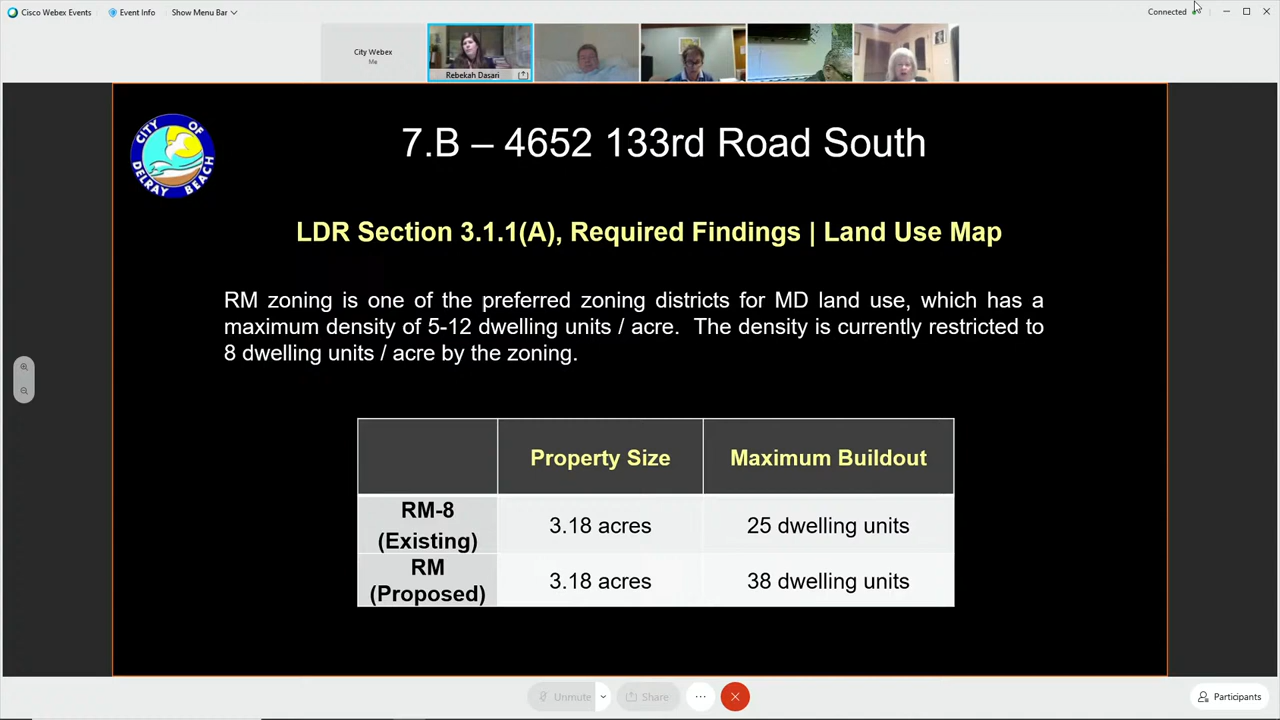 Cisco Webex Events
Event Info
Show Menu Bar
Connected
City Webex
Me
Rebekah Dasari
CITY OF
DELRAY BEACH
7.B – 4652 133rd Road South
LDR Section 3.1.1(A), Required Findings | Land Use Map
RM zoning is one of the preferred zoning districts for MD land use, which has a
maximum density of 5-12 dwelling units / acre. The density is currently restricted to
8 dwelling units / acre by the zoning.
Property Size Maximum Buildout
RM-8
(Existing) 3.18 acres 25 dwelling units
RM
(Proposed) 3.18 acres 38 dwelling units
Unmute
Share
Participants